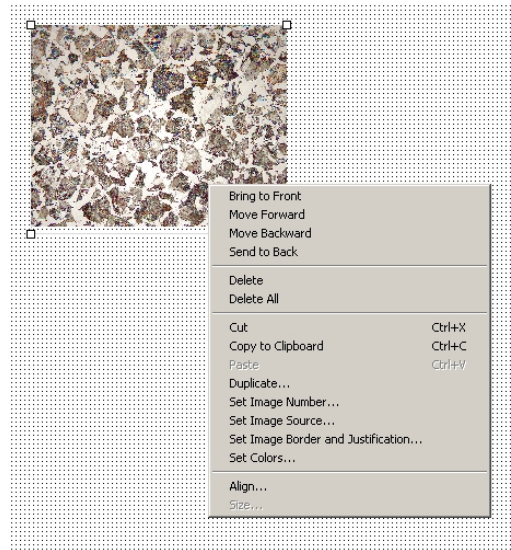 Bring to Front
Move Forward
Move Backward
Send to Back
Delete
Delete All
Cut Ctrl+X
Copy to Clipboard Ctrl+C
Paste Ctrl+V
Duplicate...
Set Image Number...
Set Image Source...
Set Image Border and Justification...
Set Colors...
Align...
Size...